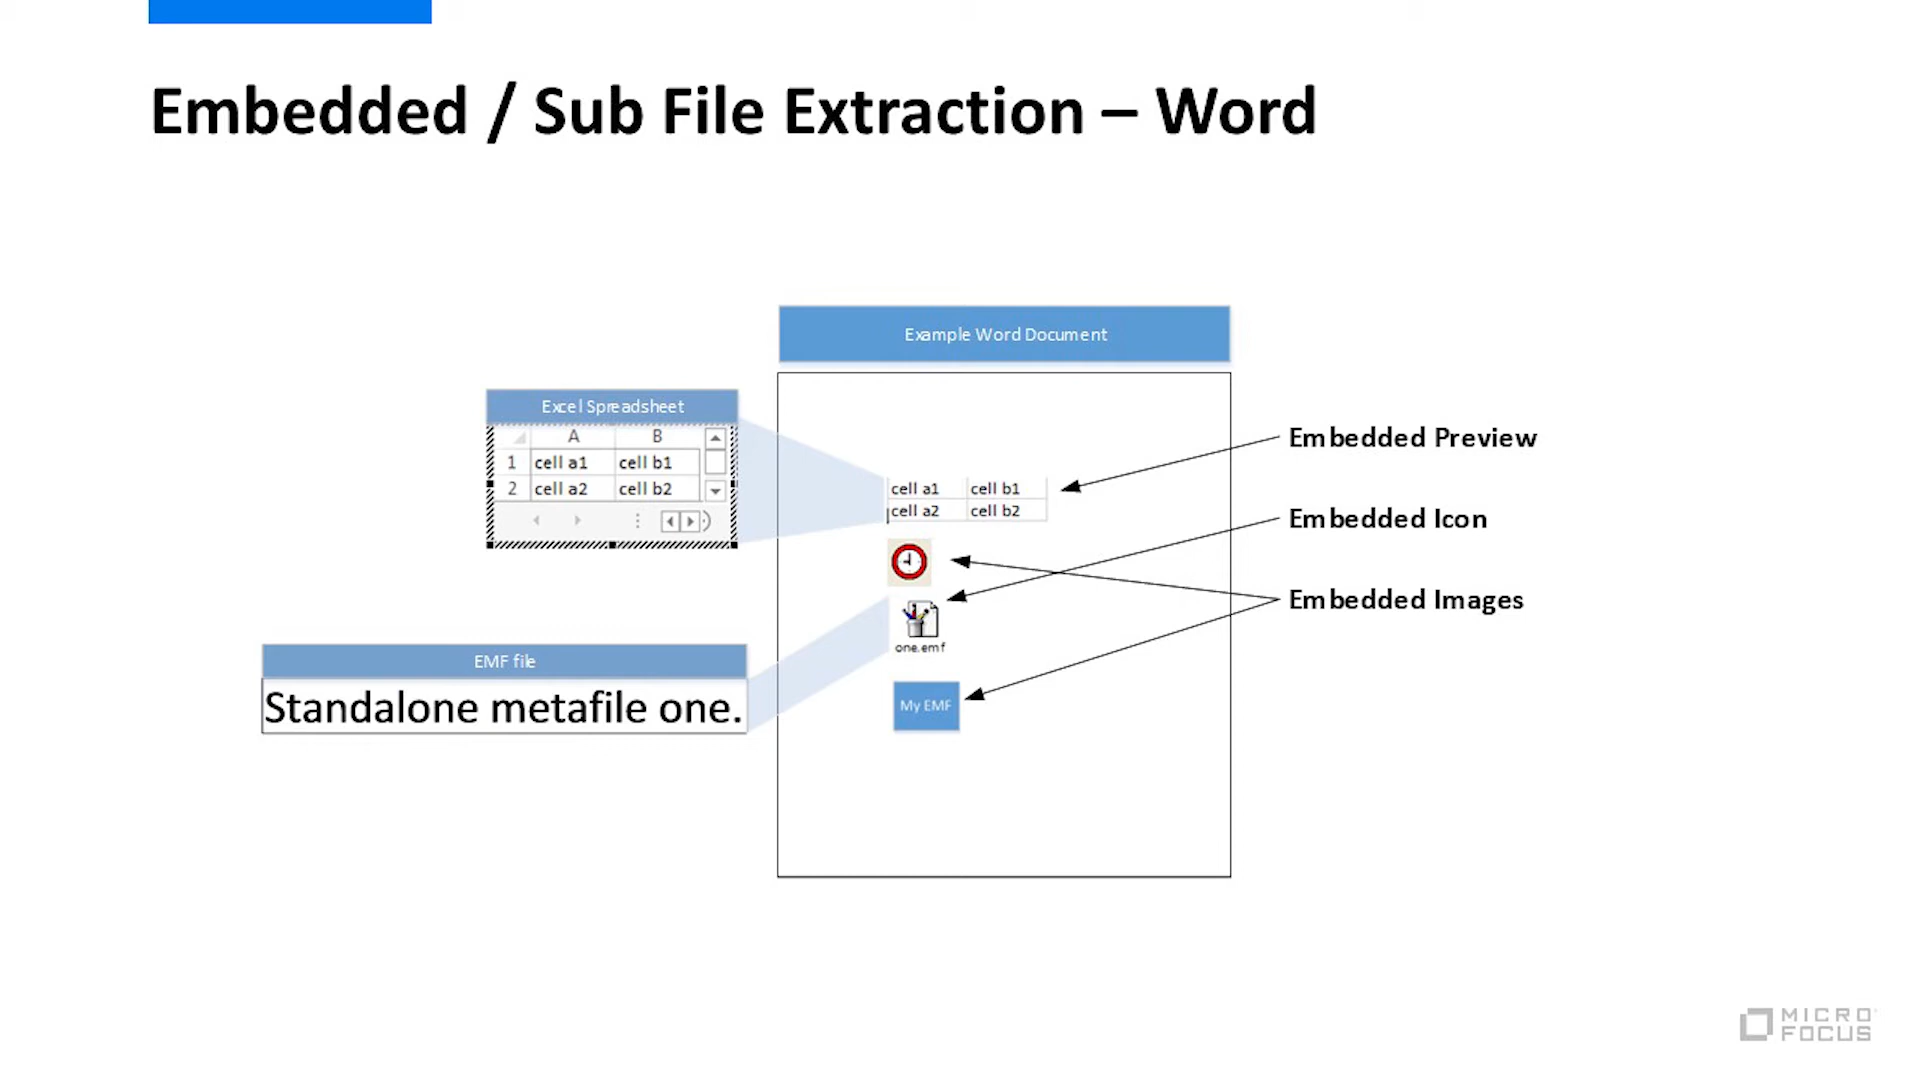 Embedded / Sub File Extraction – Word
Example Word Document
Excel Spreadsheet
A B
1 cell a1 cell b1
2 cell a2 cell b2
cell a1 cell b1
cell a2 cell b2
one.emf
My EMF
EMF file
Standalone metafile one.
Embedded Preview
Embedded Icon
Embedded Images
MICRO
FOCUS